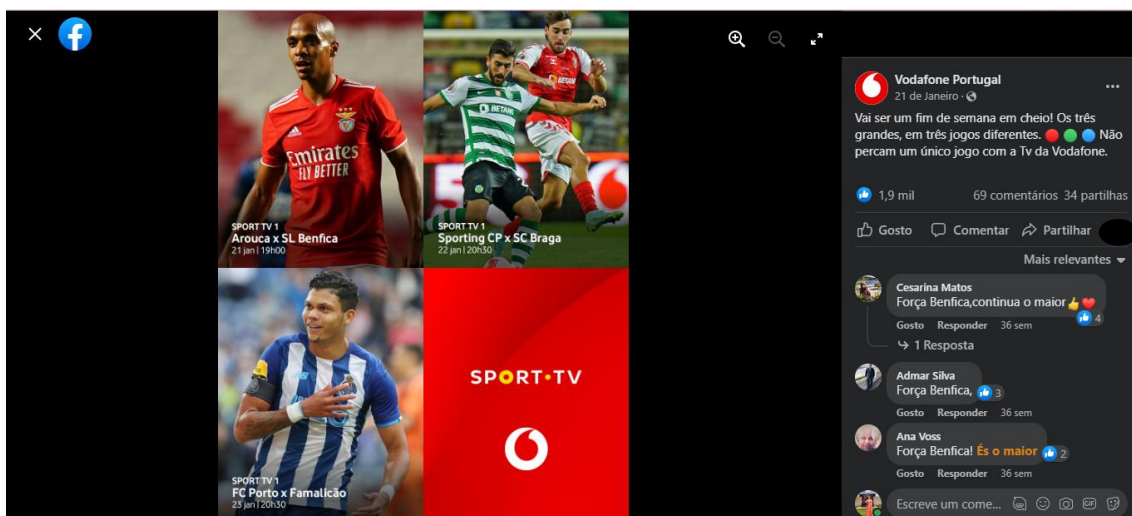 Emirates
FLY BETTER
SPORT TV 1
Arouca x SL Benfica
21 jan | 19h00
BETANO
BETANO
SPORT TV 1
Sporting CP x SC Braga
22 jan | 20h30
SPORT TV 1
FC Porto x Famalicão
23 jan | 20h30
SPORT•TV
Vodafone Portugal
21 de Janeiro ·
Vai ser um fim de semana em cheio! Os três
grandes, em três jogos diferentes. 🔴 🟢 🔵 Não
percam um único jogo com a Tv da Vodafone.
1,9 mil 69 comentários 34 partilhas
Gosto Comentar Partilhar
Mais relevantes
Cesarina Matos
Força Benfica,continua o maior👍❤️
4
Gosto Responder 36 sem
1 Resposta
Admar Silva
Força Benfica, 3
Gosto Responder 36 sem
Ana Voss
Força Benfica! És o maior 2
Gosto Responder 36 sem
Escreve um come... GIF